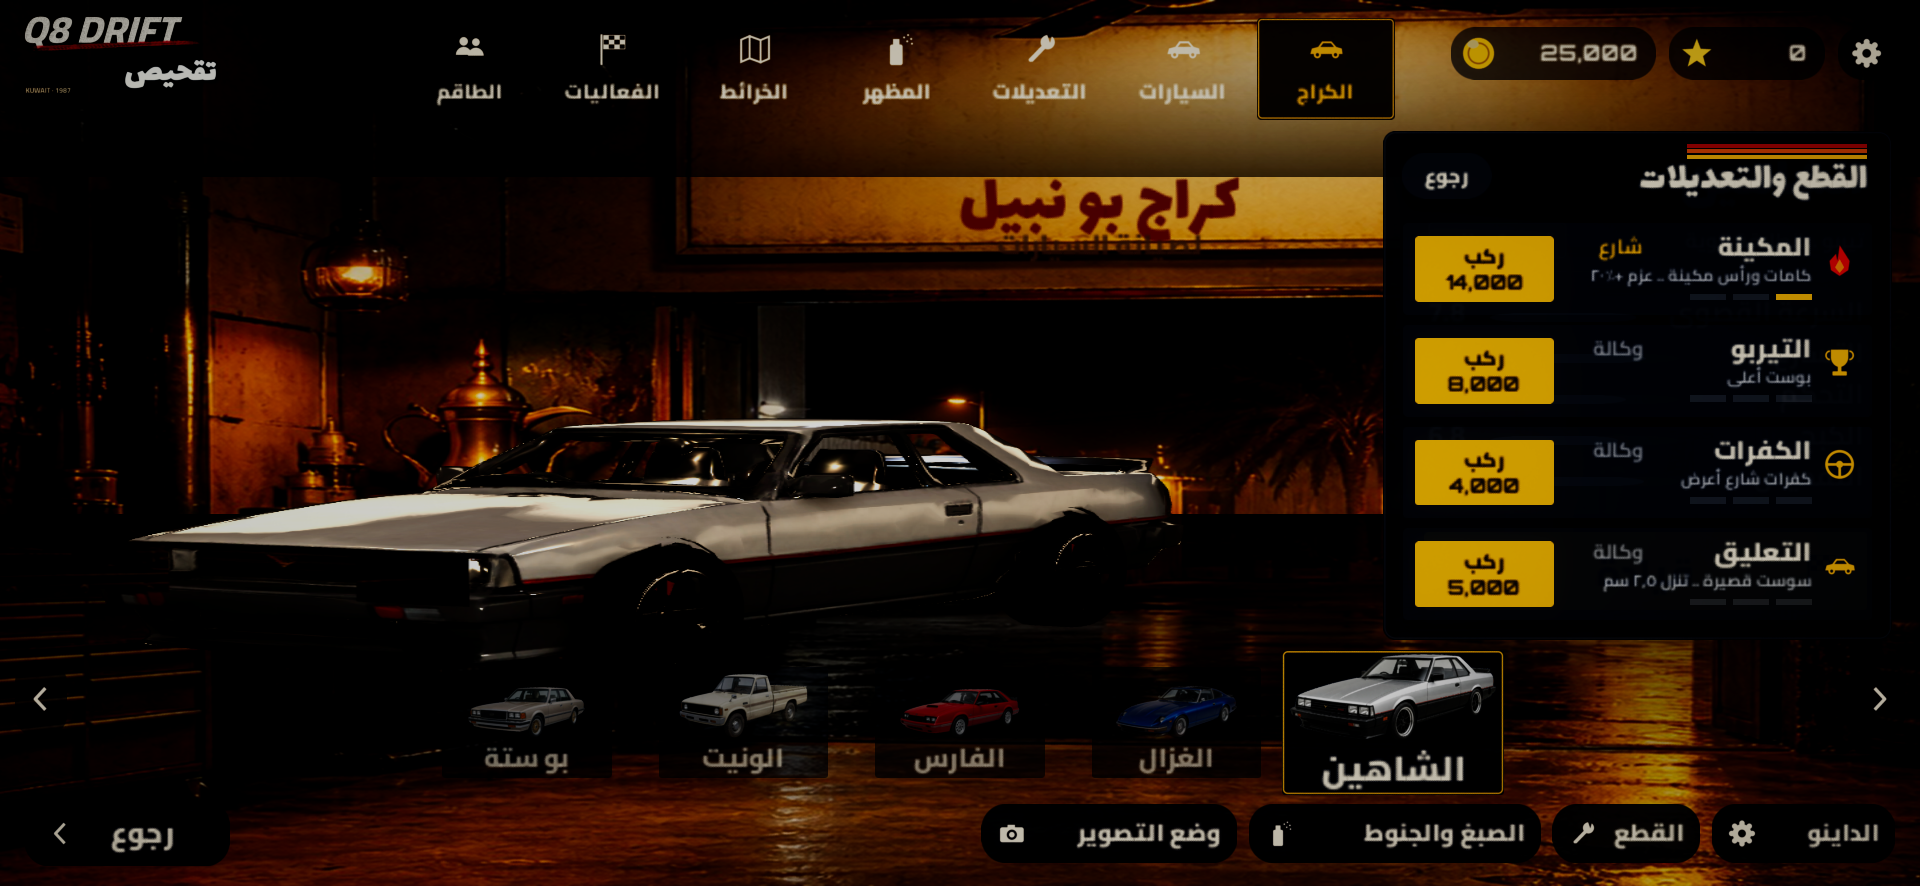 Q8 DRIFT
تفحيص
KUWAIT · 1987
الكراج
السيارات
التعديلات
المظهر
الخرائط
الفعاليات
الطاقم
25,000
0
كراج بو نبيل
القطع والتعديلات
رجوع
المكينة
شارع
كامات ورأس مكينة .. عزم +٢٠٪
ركب
14,000
التيربو
وكالة
بوست أعلى
ركب
8,000
الكفرات
وكالة
كفرات شارع أعرض
ركب
4,000
التعليق
وكالة
سوست قصيرة .. تنزل ٢,٥ سم
ركب
5,000
الشاهين
الغزال
الفارس
الونيت
بو ستة
الداينو
القطع
الصبغ والجنوط
وضع التصوير
رجوع